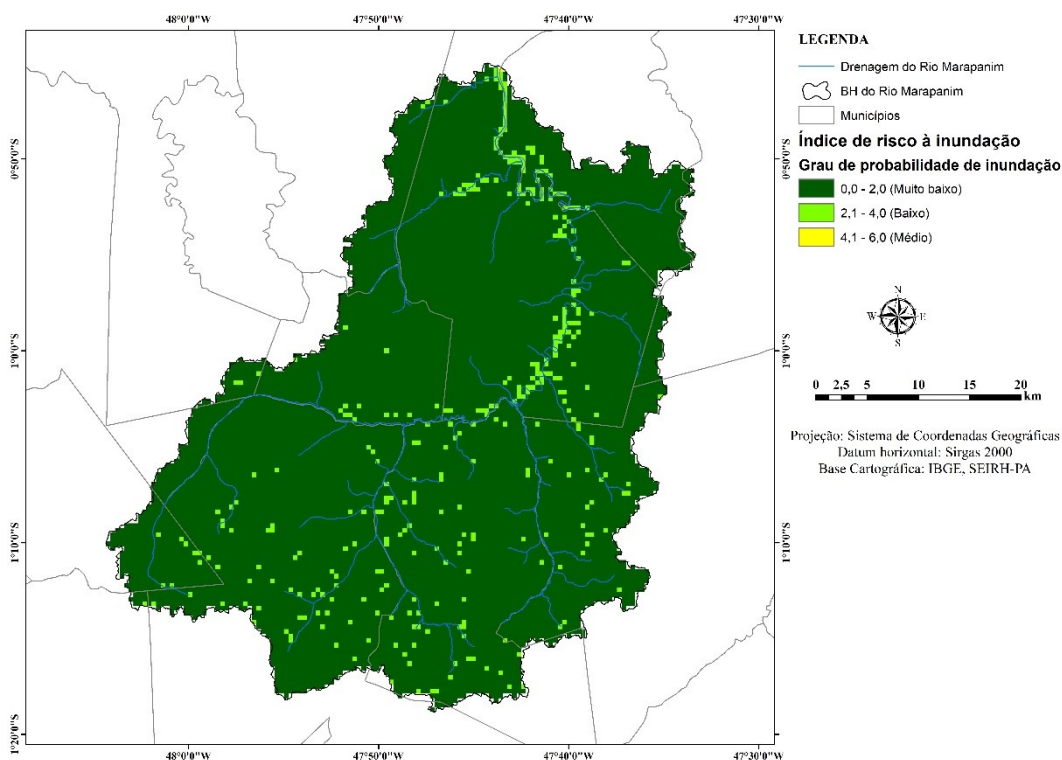 48°0'0"W
47°50'0"W
47°40'0"W
47°30'0"W
0°50'0"S
1°0'0"S
1°10'0"S
1°20'0"S
0°50'0"S
1°0'0"S
1°10'0"S
1°20'0"S
48°0'0"W
47°50'0"W
47°40'0"W
47°30'0"W
LEGENDA
Drenagem do Rio Marapanim
BH do Rio Marapanim
Municípios
Índice de risco à inundação
Grau de probabilidade de inundação
0,0 - 2,0 (Muito baixo)
2,1 - 4,0 (Baixo)
4,1 - 6,0 (Médio)
N
W E
S
0 2,5 5 10 15 20
km
Projeção: Sistema de Coordenadas Geográficas
Datum horizontal: Sirgas 2000
Base Cartográfica: IBGE, SEIRH-PA